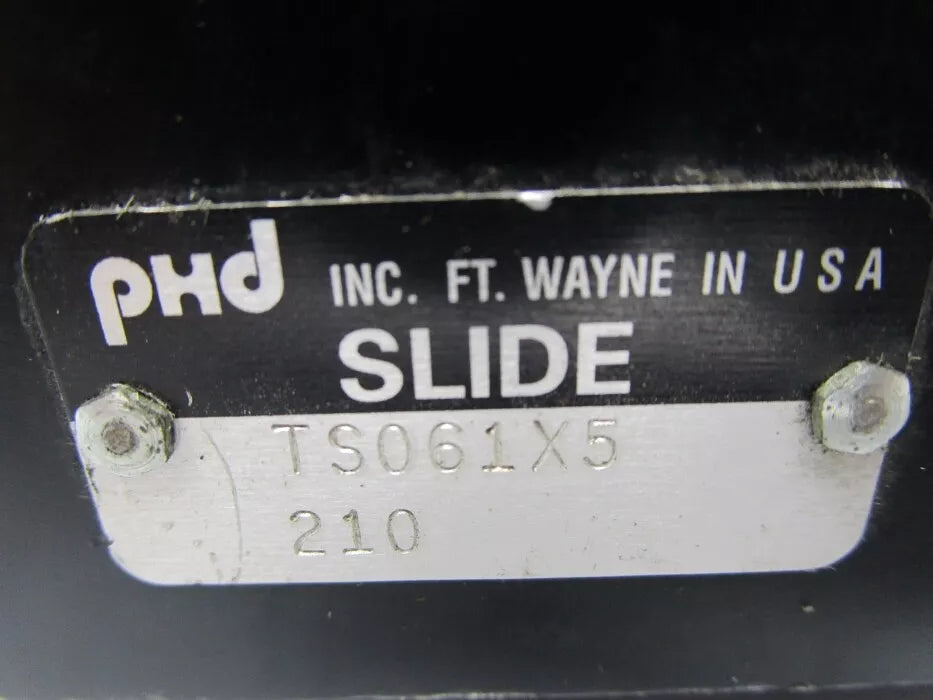 PHD INC. FT. WAYNE IN USA
SLIDE
TS061X5
210